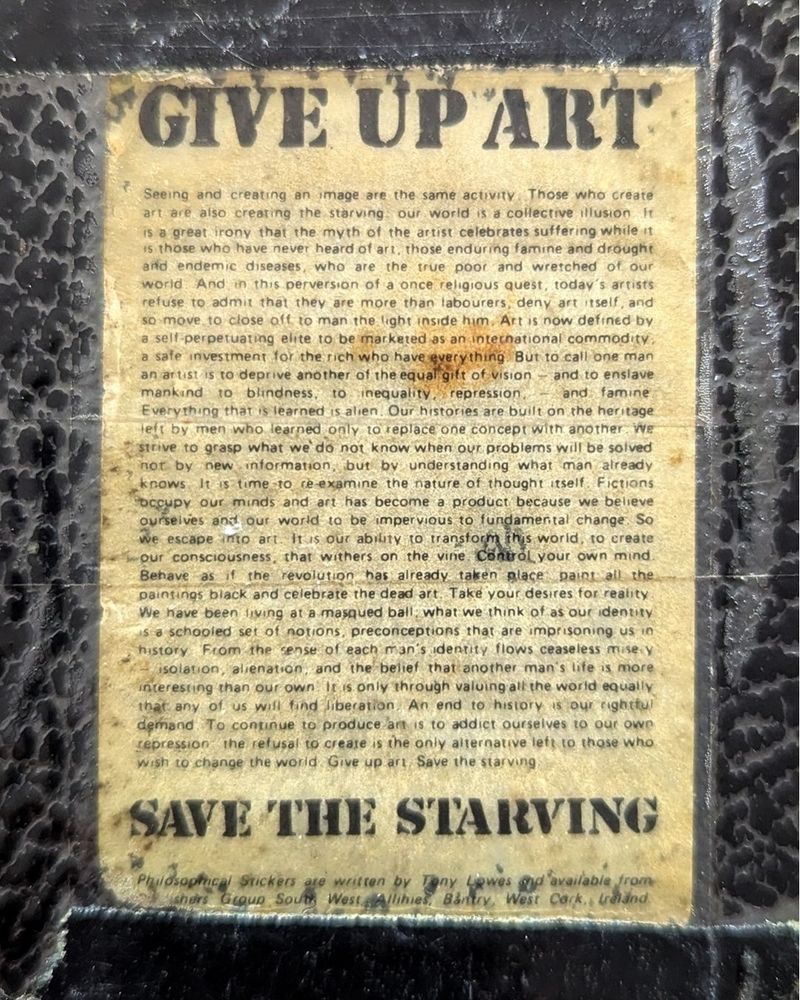 GIVE UP ART
Seeing and creating an image are the same activity. Those who create
art are also creating the starving: our world is a collective illusion. It
is a great irony that the myth of the artist celebrates suffering while it
is those who have never heard of art, those enduring famine and drought
and endemic diseases, who are the true poor and wretched of our
world. And in this perversion of a once religious quest, today's artists
refuse to admit that they are more than labourers, deny art itself, and
so move to close off to man the light inside him. Art is now defined by
a self-perpetuating elite to be marketed as an international commodity,
a safe investment for the rich who have everything. But to call one man
an artist is to deprive another of the equal gift of vision — and to enslave
mankind to blindness, to inequality, repression, — and famine.
Everything that is learned is alien. Our histories are built on the heritage
left by men who learned only to replace one concept with another. We
strive to grasp what we do not know when our problems will be solved
not by new information, but by understanding what man already
knows. It is time to re-examine the nature of thought itself. Fictions
occupy our minds and art has become a product because we believe
ourselves and our world to be impervious to fundamental change. So
we escape into art. It is our ability to transform this world, to create
our consciousness, that withers on the vine. Control your own mind.
Behave as if the revolution has already taken place: paint all the
paintings black and celebrate the dead art. Take your desires for reality.
We have been living at a masqued ball: what we think of as our identity
is a schooled set of notions, preconceptions that are imprisoning us in
history. From the sense of each man's identity flows ceaseless misery
— isolation, alienation, and the belief that another man's life is more
interesting than our own. It is only through valuing all the world equally
that any of us will find liberation. An end to history is our rightful
demand. To continue to produce art is to addict ourselves to our own
repression: the refusal to create is the only alternative left to those who
wish to change the world. Give up art. Save the starving.
SAVE THE STARVING
Philosophical Stickers are written by Tony Lowes and available from
Group South West, Allihies, Bantry, West Cork, Ireland.